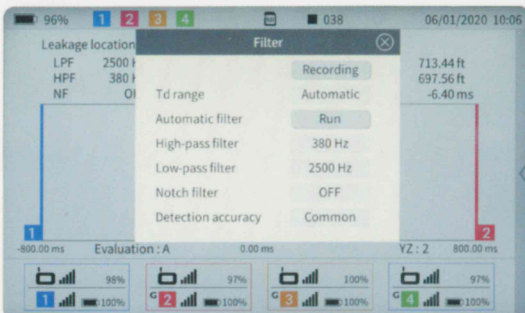 96% 1 2 3 4 038 06/01/2020 10:06
Leakage location Filter
Recording 713.44 ft
LPF 2500
HPF 380 697.56 ft
NF -6.40 ms
Td range Automatic
Automatic filter Run
High-pass filter 380 Hz
Low-pass filter 2500 Hz
Notch filter OFF
Detection accuracy Common
1 2
-800.00 ms Evaluation : A 0.00 ms YZ : 2 800.00 ms
98% 97% 100% 97%
1 100% G 2 100% G 3 100% G 4 100%